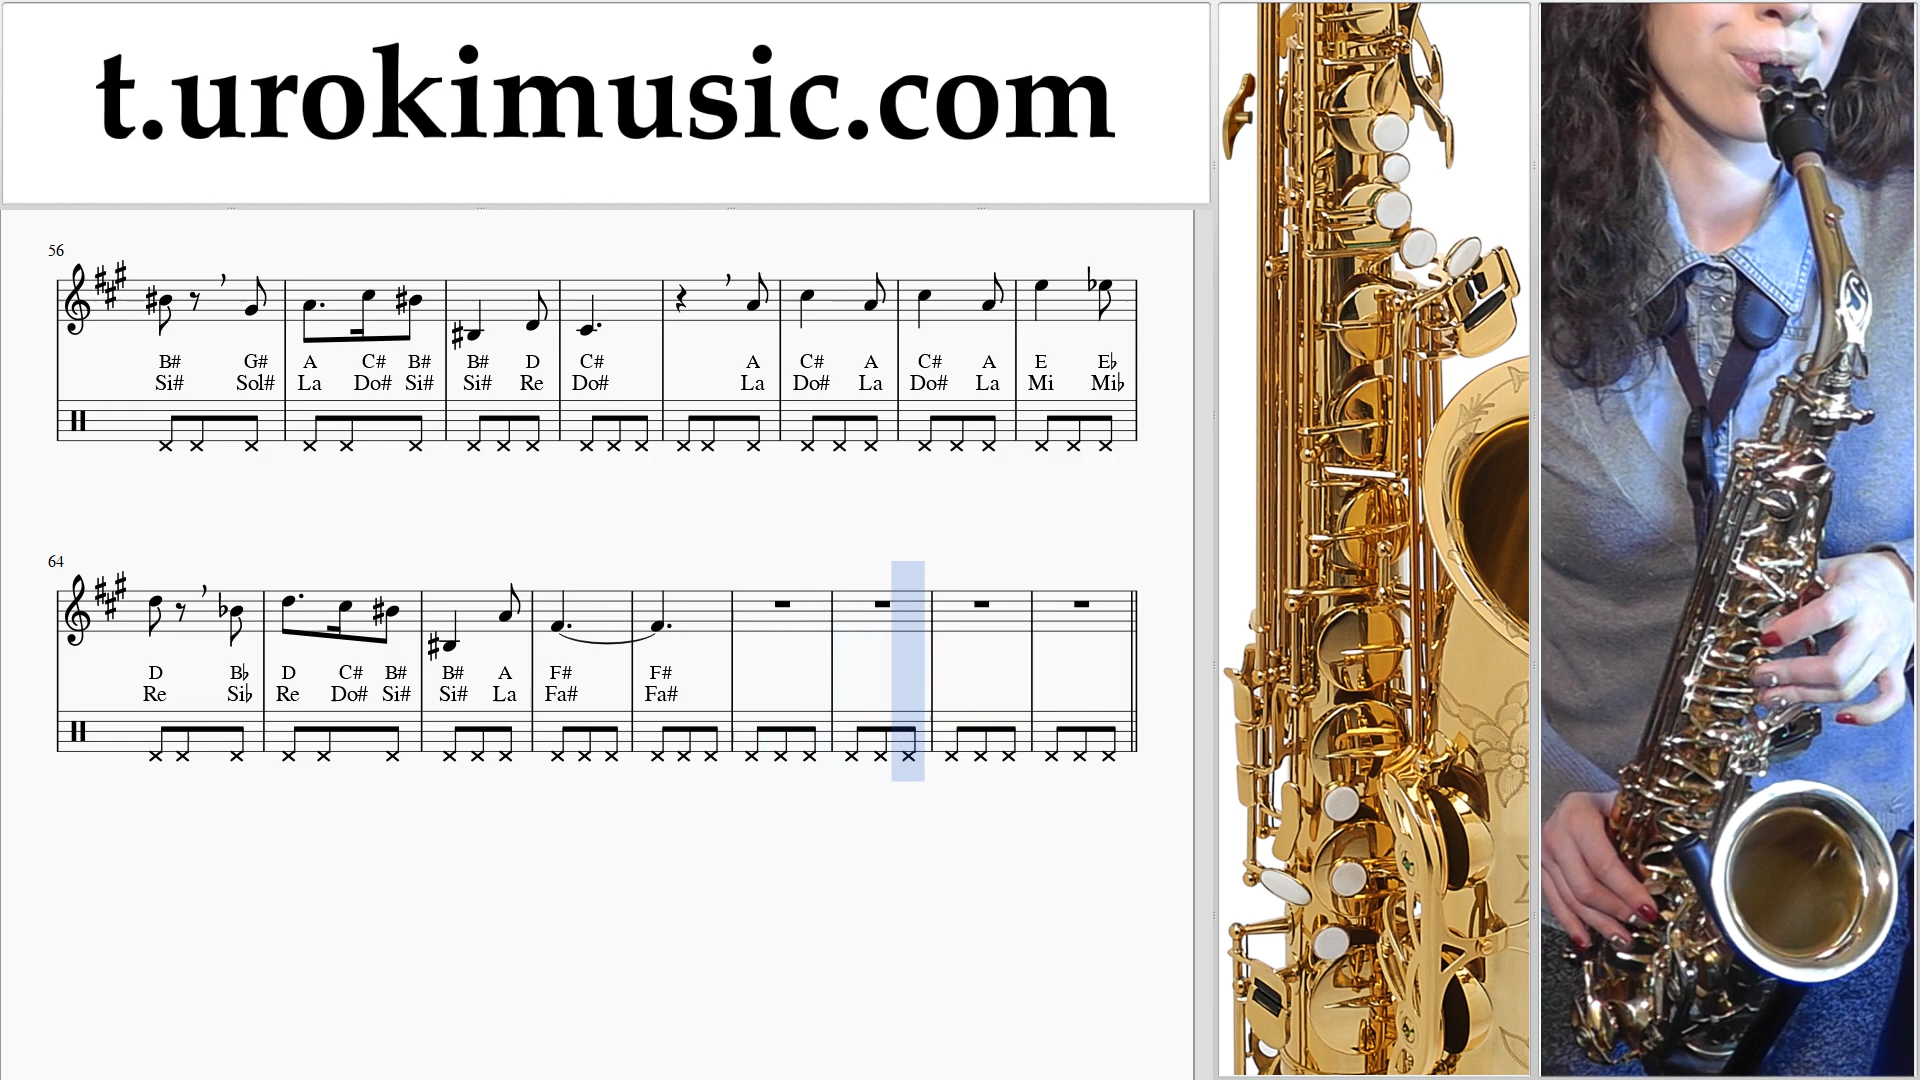 t.urokimusic.com
56
B# G# A C# B# B# D C# A C# A C# A E E♭
Si# Sol# La Do# Si# Si# Re Do# La Do# La Do# La Mi Mi♭
64
D B♭ D C# B# B# A F# F#
Re Si♭ Re Do# Si# Si# La Fa# Fa#